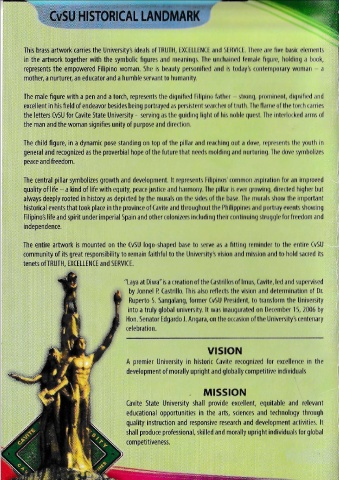 CvSU HISTORICAL LANDMARK
This brass artwork carries the University's ideals of TRUTH, EXCELLENCE and SERVICE. There are five basic elements
in the artwork together with the symbolic figures and meanings. The unchained female figure, holding a book,
represents the empowered Filipino woman. She is beauty personified and is today's contemporary woman – a
mother, a nurturer, an educator and a humble servant to humanity.
The male figure with a pen and a torch, represents the dignified Filipino father – strong, prominent, dignified and
excellent in his field of endeavor besides being portrayed as persistent searcher of truth. The flame of the torch carries
the letters CvSU for Cavite State University - serving as the guiding light of his noble quest. The interlocked arms of
the man and the woman signifies unity of purpose and direction.
The child figure, in a dynamic pose standing on top of the pillar and reaching out a dove, represents the youth in
general and recognized as the proverbial hope of the future that needs molding and nurturing. The dove symbolizes
peace and freedom.
The central pillar symbolizes growth and development. It represents Filipinos' common aspiration for an improved
quality of life – a kind of life with equity, peace justice and harmony. The pillar is ever growing, directed higher but
always deeply rooted in history as depicted by the murals on the sides of the base. The murals show the important
historical events that took place in the province of Cavite and throughout the Philippines and portray events showing
Filipino's life and spirit under imperial Spain and other colonizers including their continuing struggle for freedom and
independence.
The entire artwork is mounted on the CvSU logo-shaped base to serve as a fitting reminder to the entire CvSU
community of its great responsibility to remain faithful to the University's vision and mission and to hold sacred its
tenets of TRUTH, EXCELLENCE and SERVICE.
"Laya at Diwa" is a creation of the Castrillos of Imus, Cavite, led and supervised
by Jonnel P. Castrillo. This also reflects the vision and determination of Dr.
Ruperto S. Sangalang, former CvSU President, to transform the University
into a truly global university. It was inaugurated on December 15, 2006 by
Hon. Senator Edgardo J. Angara, on the occasion of the University's centenary
celebration.
VISION
A premier University in historic Cavite recognized for excellence in the
development of morally upright and globally competitive individuals
MISSION
Cavite State University shall provide excellent, equitable and relevant
educational opportunities in the arts, sciences and technology through
quality instruction and responsive research and development activities. It
shall produce professional, skilled and morally upright individuals for global
competitiveness.
CAVITE